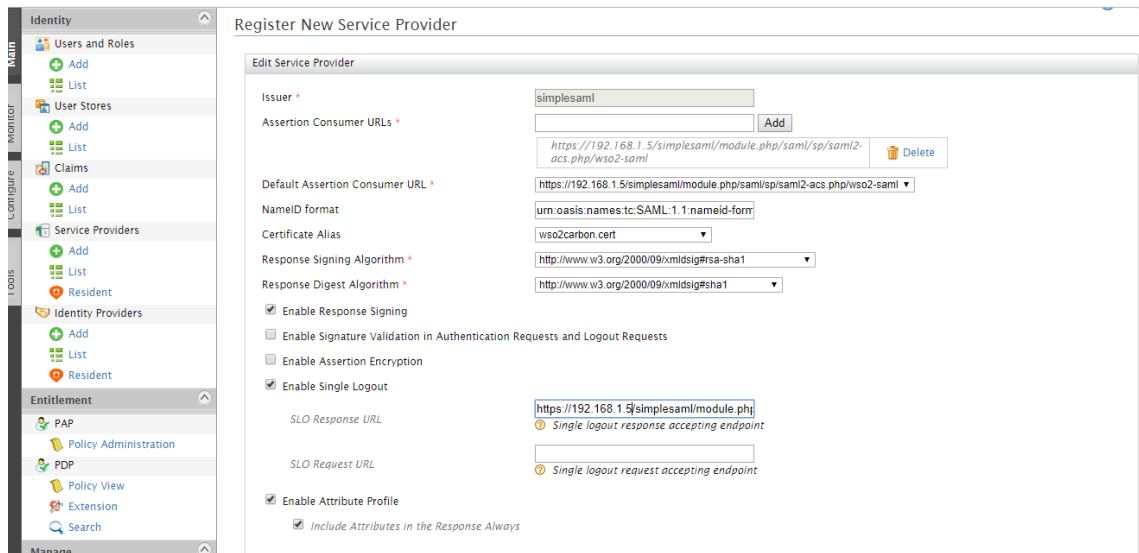 Main
Monitor
Configure
Tools
Identity
Users and Roles
Add
List
User Stores
Add
List
Claims
Add
List
Service Providers
Add
List
Resident
Identity Providers
Add
List
Resident
Entitlement
PAP
Policy Administration
PDP
Policy View
Extension
Search
Manage
Register New Service Provider
Edit Service Provider
Issuer * simplesaml
Assertion Consumer URLs * Add
https://192.168.1.5/simplesaml/module.php/saml/sp/saml2-
acs.php/wso2-saml Delete
Default Assertion Consumer URL * https://192.168.1.5/simplesaml/module.php/saml/sp/saml2-acs.php/wso2-saml
NameID format urn:oasis:names:tc:SAML:1.1:nameid-form
Certificate Alias wso2carbon.cert
Response Signing Algorithm * http://www.w3.org/2000/09/xmldsig#rsa-sha1
Response Digest Algorithm * http://www.w3.org/2000/09/xmldsig#sha1
Enable Response Signing
Enable Signature Validation in Authentication Requests and Logout Requests
Enable Assertion Encryption
Enable Single Logout
SLO Response URL https://192.168.1.5/simplesaml/module.php
Single logout response accepting endpoint
SLO Request URL
Single logout request accepting endpoint
Enable Attribute Profile
Include Attributes in the Response Always